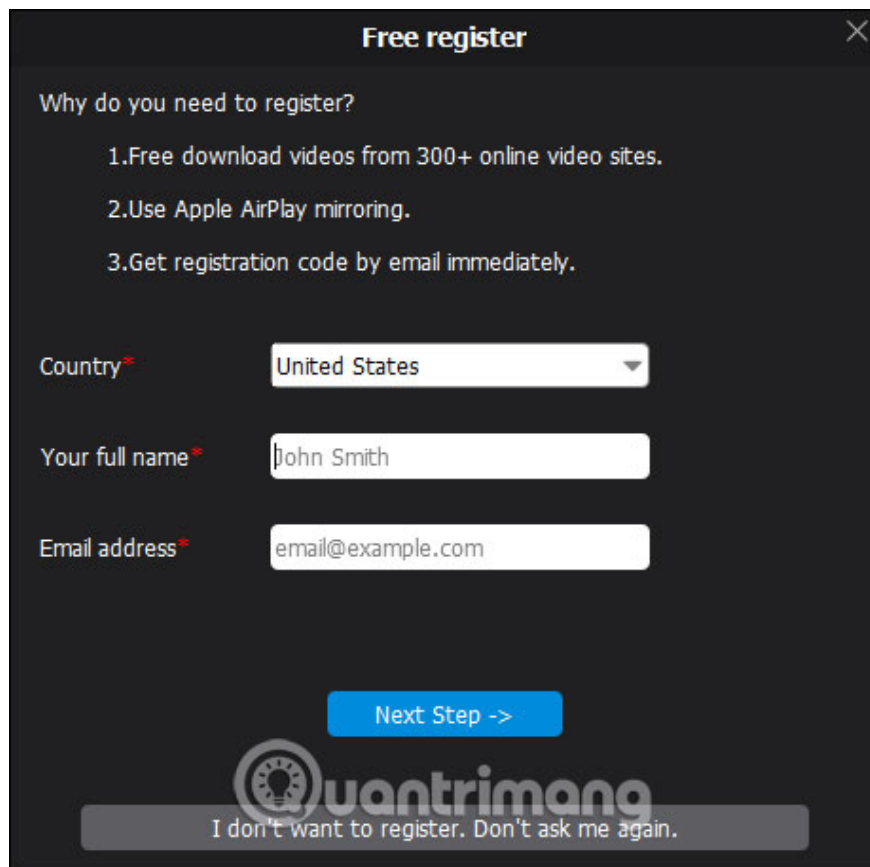 Free register
Why do you need to register?
1.Free download videos from 300+ online video sites.
2.Use Apple AirPlay mirroring.
3.Get registration code by email immediately.
Country* United States
Your full name* John Smith
Email address* email@example.com
Next Step ->
Quantrimang
I don't want to register. Don't ask me again.